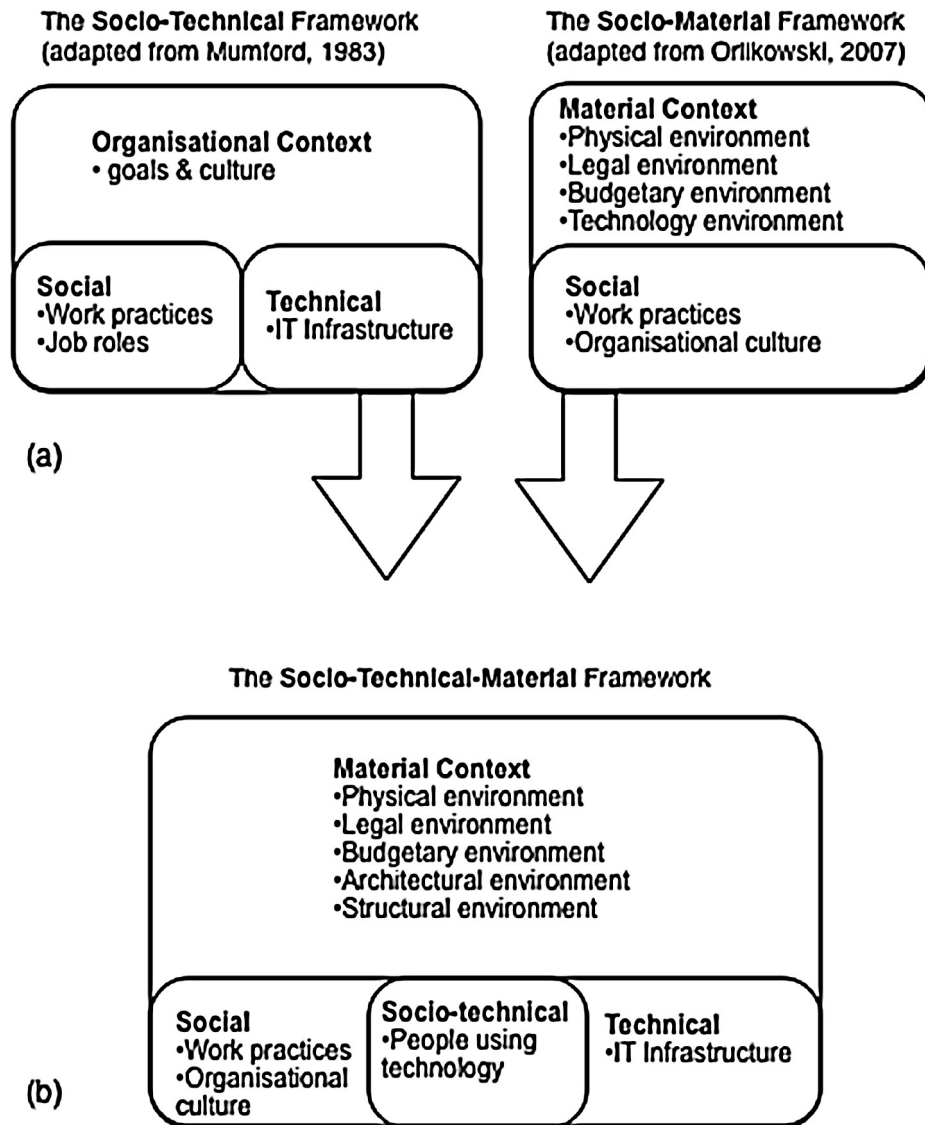 The Socio-Technical Framework
(adapted from Mumford, 1983)
Organisational Context
• goals & culture
Social
•Work practices
•Job roles
Technical
•IT Infrastructure
The Socio-Material Framework
(adapted from Orlikowski, 2007)
Material Context
•Physical environment
•Legal environment
•Budgetary environment
•Technology environment
Social
•Work practices
•Organisational culture
(a)
The Socio-Technical-Material Framework
Material Context
•Physical environment
•Legal environment
•Budgetary environment
•Architectural environment
•Structural environment
Social
•Work practices
•Organisational
culture
Socio-technical
•People using
technology
Technical
•IT Infrastructure
(b)